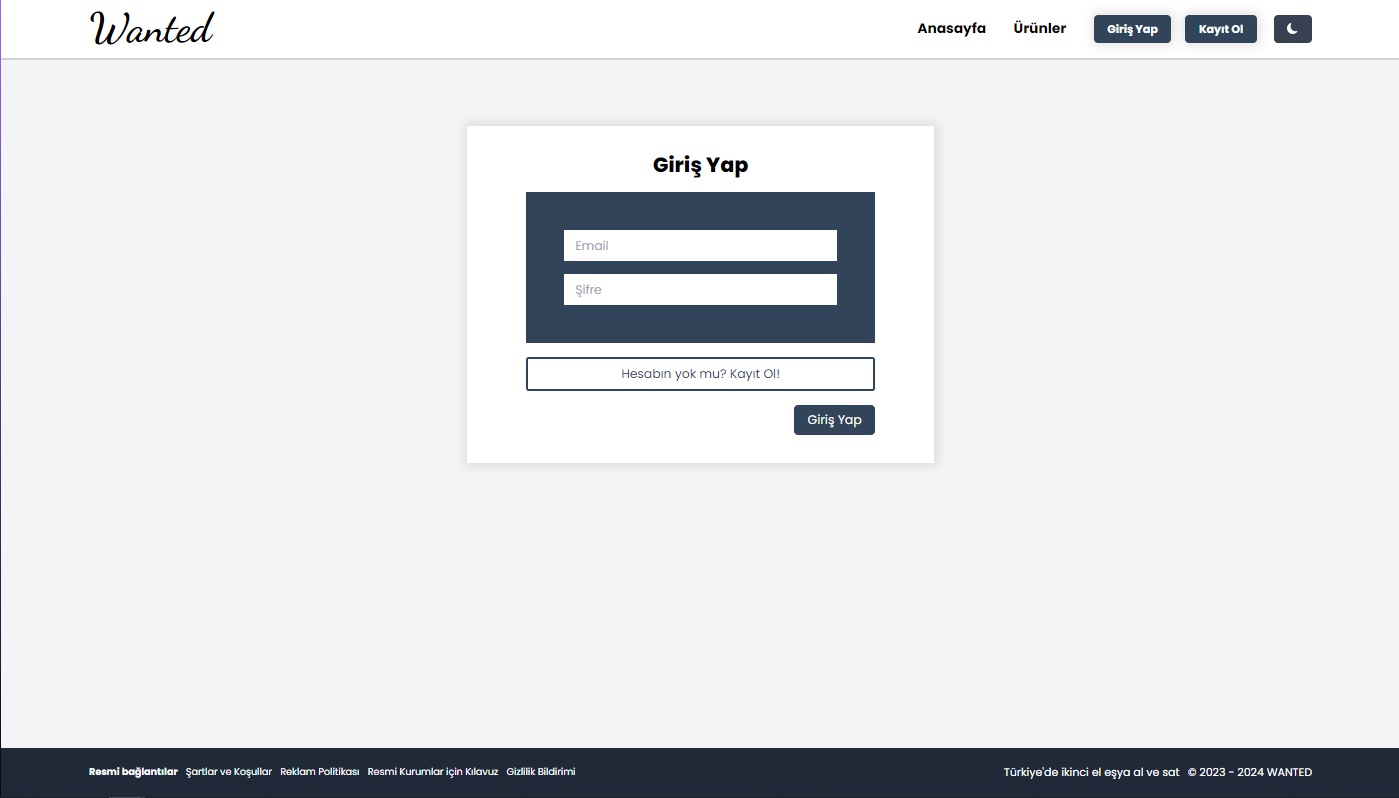 Wanted
Anasayfa Ürünler Giriş Yap Kayıt Ol
Giriş Yap
Email
Şifre
Hesabın yok mu? Kayıt Ol!
Giriş Yap
Resmî bağlantılar Şartlar ve Koşullar Reklam Politikası Resmi Kurumlar için Kılavuz Gizlilik Bildirimi
Türkiye'de ikinci el eşya al ve sat © 2023 - 2024 WANTED